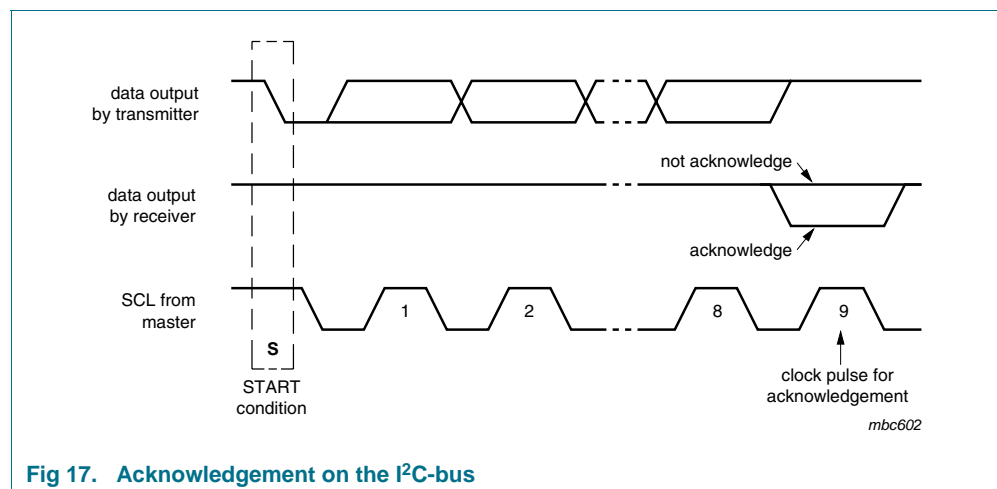 data output
by transmitter
not acknowledge
data output
by receiver
acknowledge
SCL from
master
1
2
8
9
S
START
condition
clock pulse for
acknowledgement
mbc602
Fig 17. Acknowledgement on the I²C-bus